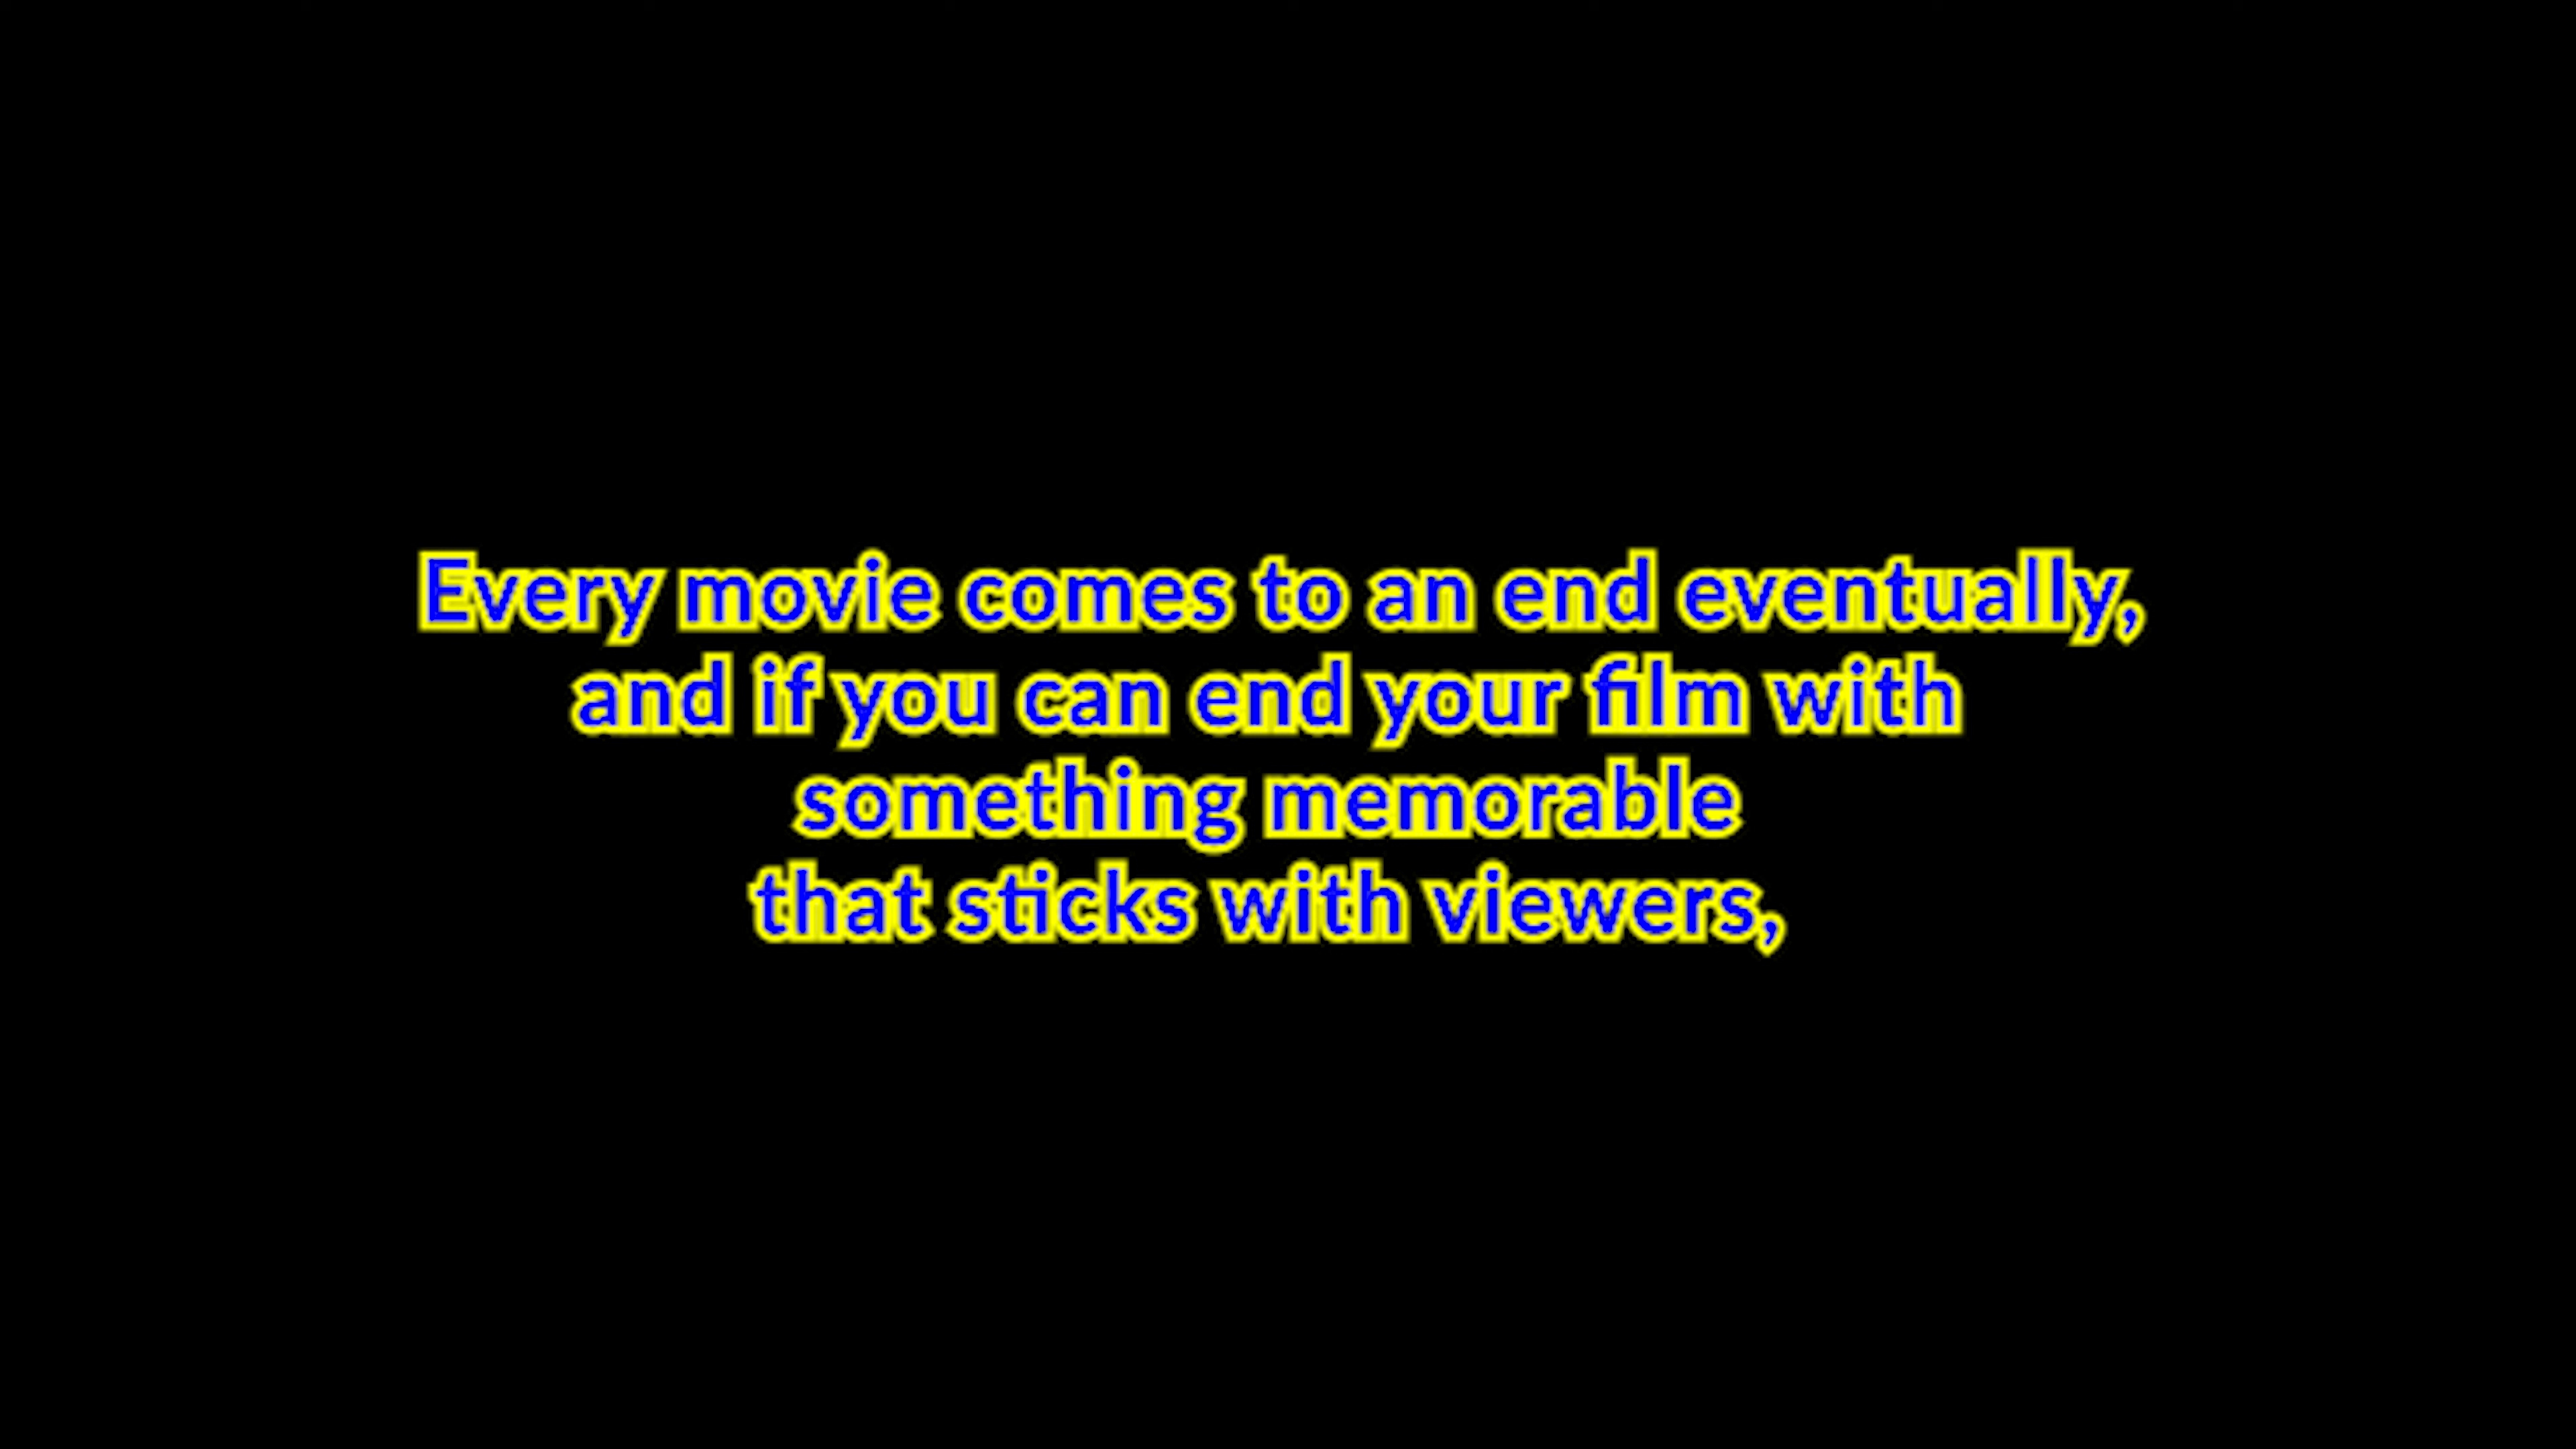 Every movie comes to an end eventually,
and if you can end your film with
something memorable
that sticks with viewers,